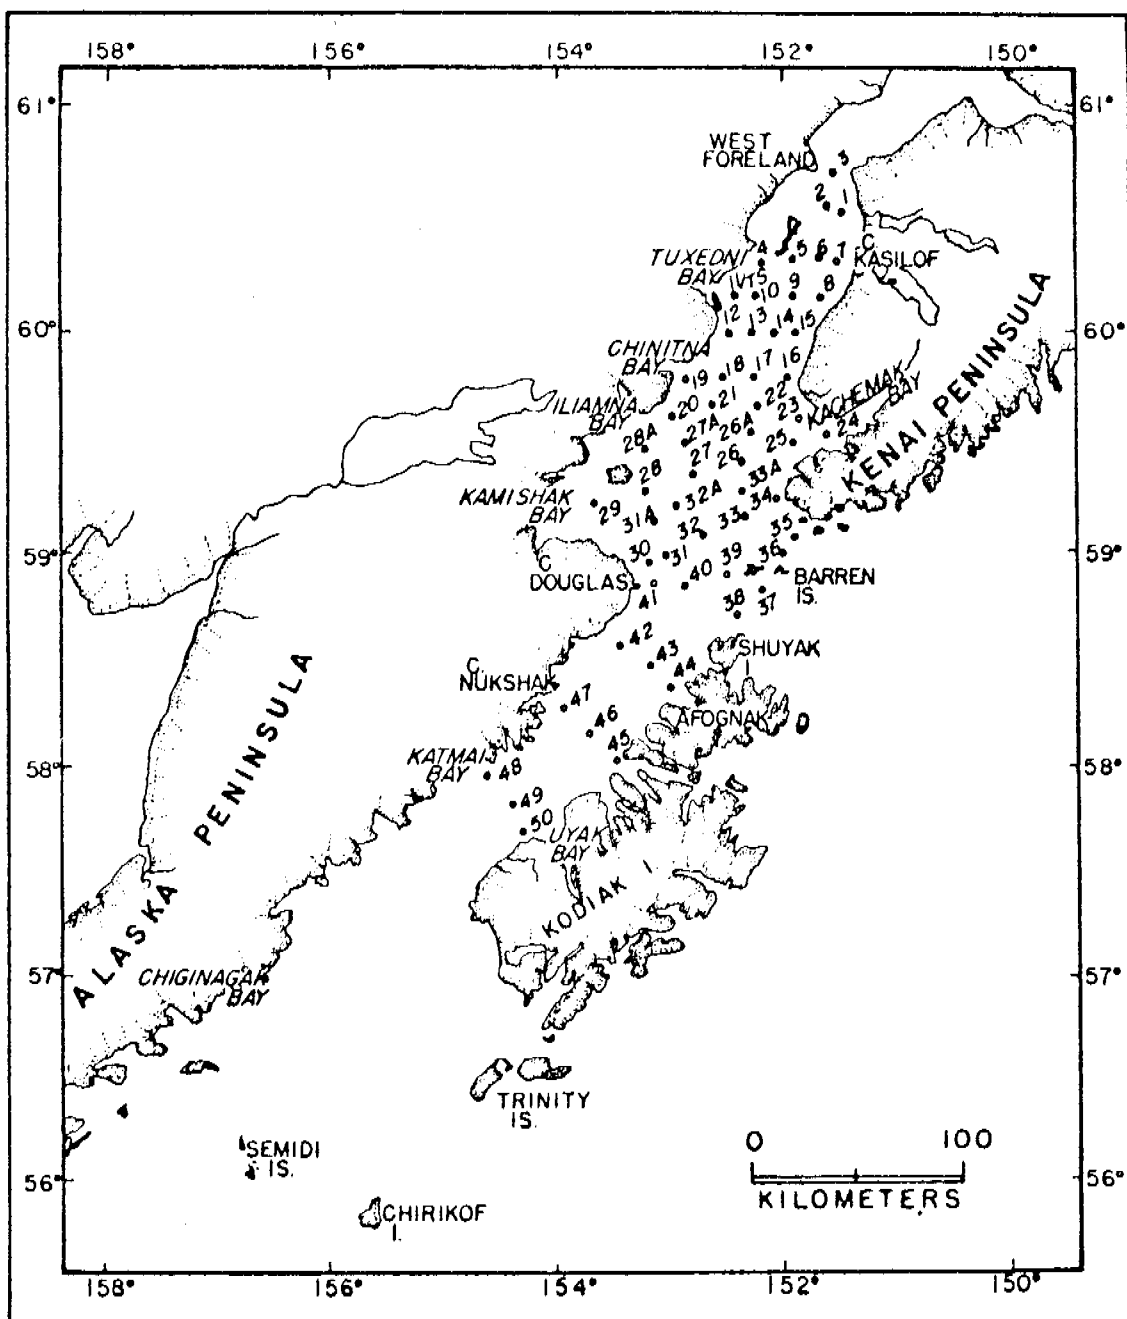 158° 156° 154° 152° 150°
61° 61°
WEST
FORELAND
3
2 1
C.
KASILOF
4 5 6 7
TUXEDNI
BAY
1VTS 10 9 8
60° 60°
12 13 14 15
CHINITNA
BAY
19 18 17 16
ILIAMNA
BAY
20 21 22 23
KACHEMAK
BAY
KENAI PENINSULA
28A 27A 26A 25 24
28 27 26 33A
KAMISHAK
BAY
29 31A 32A 33 34
59° 59°
30 31 32 39 36 35
C.
DOUGLAS
41 40 38 37
BARREN
IS.
42 43 44
SHUYAK
I
C.
NUKSHAK
47 46 45
AFOGNAK
58° 58°
KATMAI
BAY
48
49
50
UYAK
BAY
KODIAK I
ALASKA PENINSULA
57° 57°
CHIGINAGAK
BAY
TRINITY
IS.
SEMIDI
IS.
56° 56°
CHIRIKOF
I.
0 100
KILOMETERS
158° 156° 154° 152° 150°